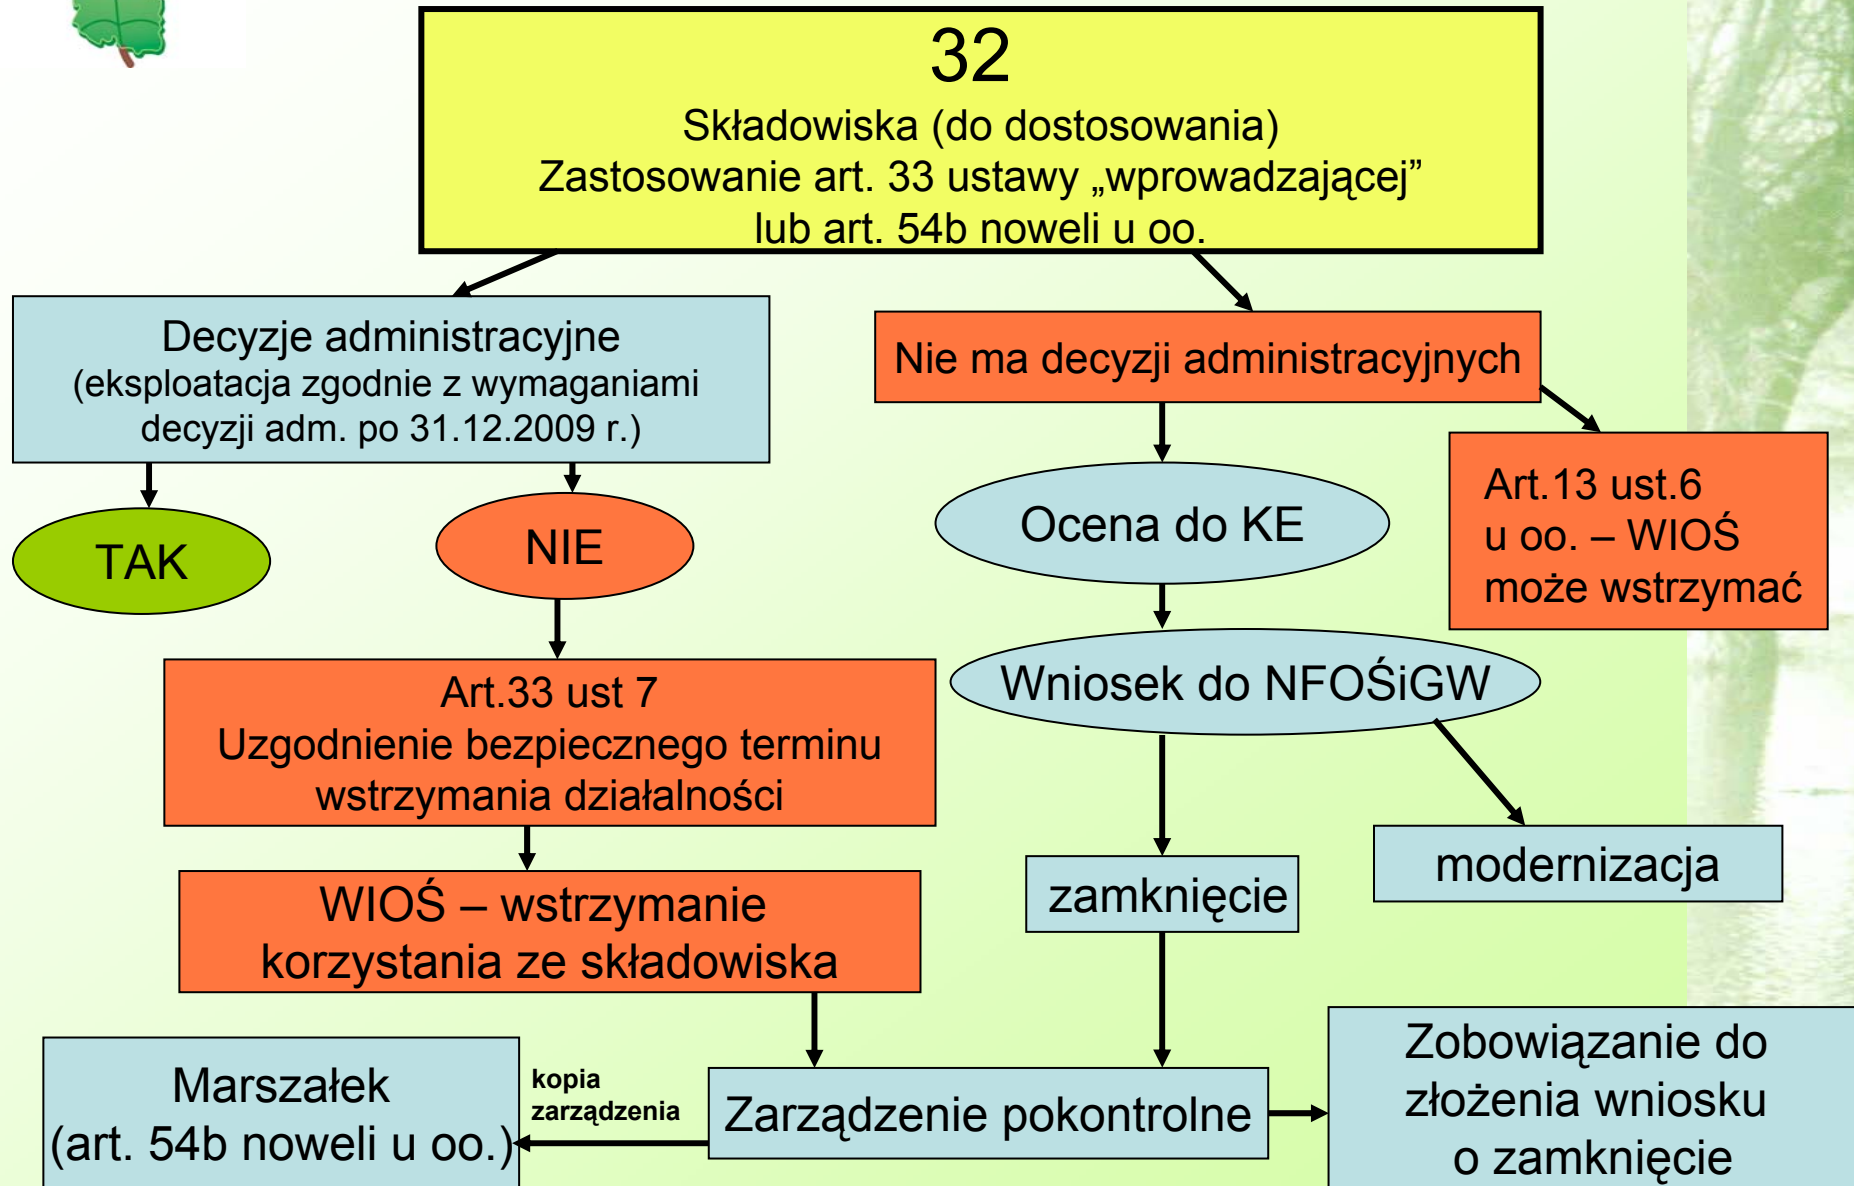 32
Składowiska (do dostosowania)
Zastosowanie art. 33 ustawy „wprowadzającej”
lub art. 54b noweli u oo.
Decyzje administracyjne
(eksploatacja zgodnie z wymaganiami
decyzji adm. po 31.12.2009 r.)
Nie ma decyzji administracyjnych
TAK
NIE
Ocena do KE
Art.13 ust.6
u oo. – WIOŚ
może wstrzymać
Wniosek do NFOŚiGW
Art.33 ust 7
Uzgodnienie bezpiecznego terminu
wstrzymania działalności
zamknięcie
modernizacja
WIOŚ – wstrzymanie
korzystania ze składowiska
Marszałek
(art. 54b noweli u oo.)
kopia
zarządzenia
Zarządzenie pokontrolne
Zobowiązanie do
złożenia wniosku
o zamknięcie